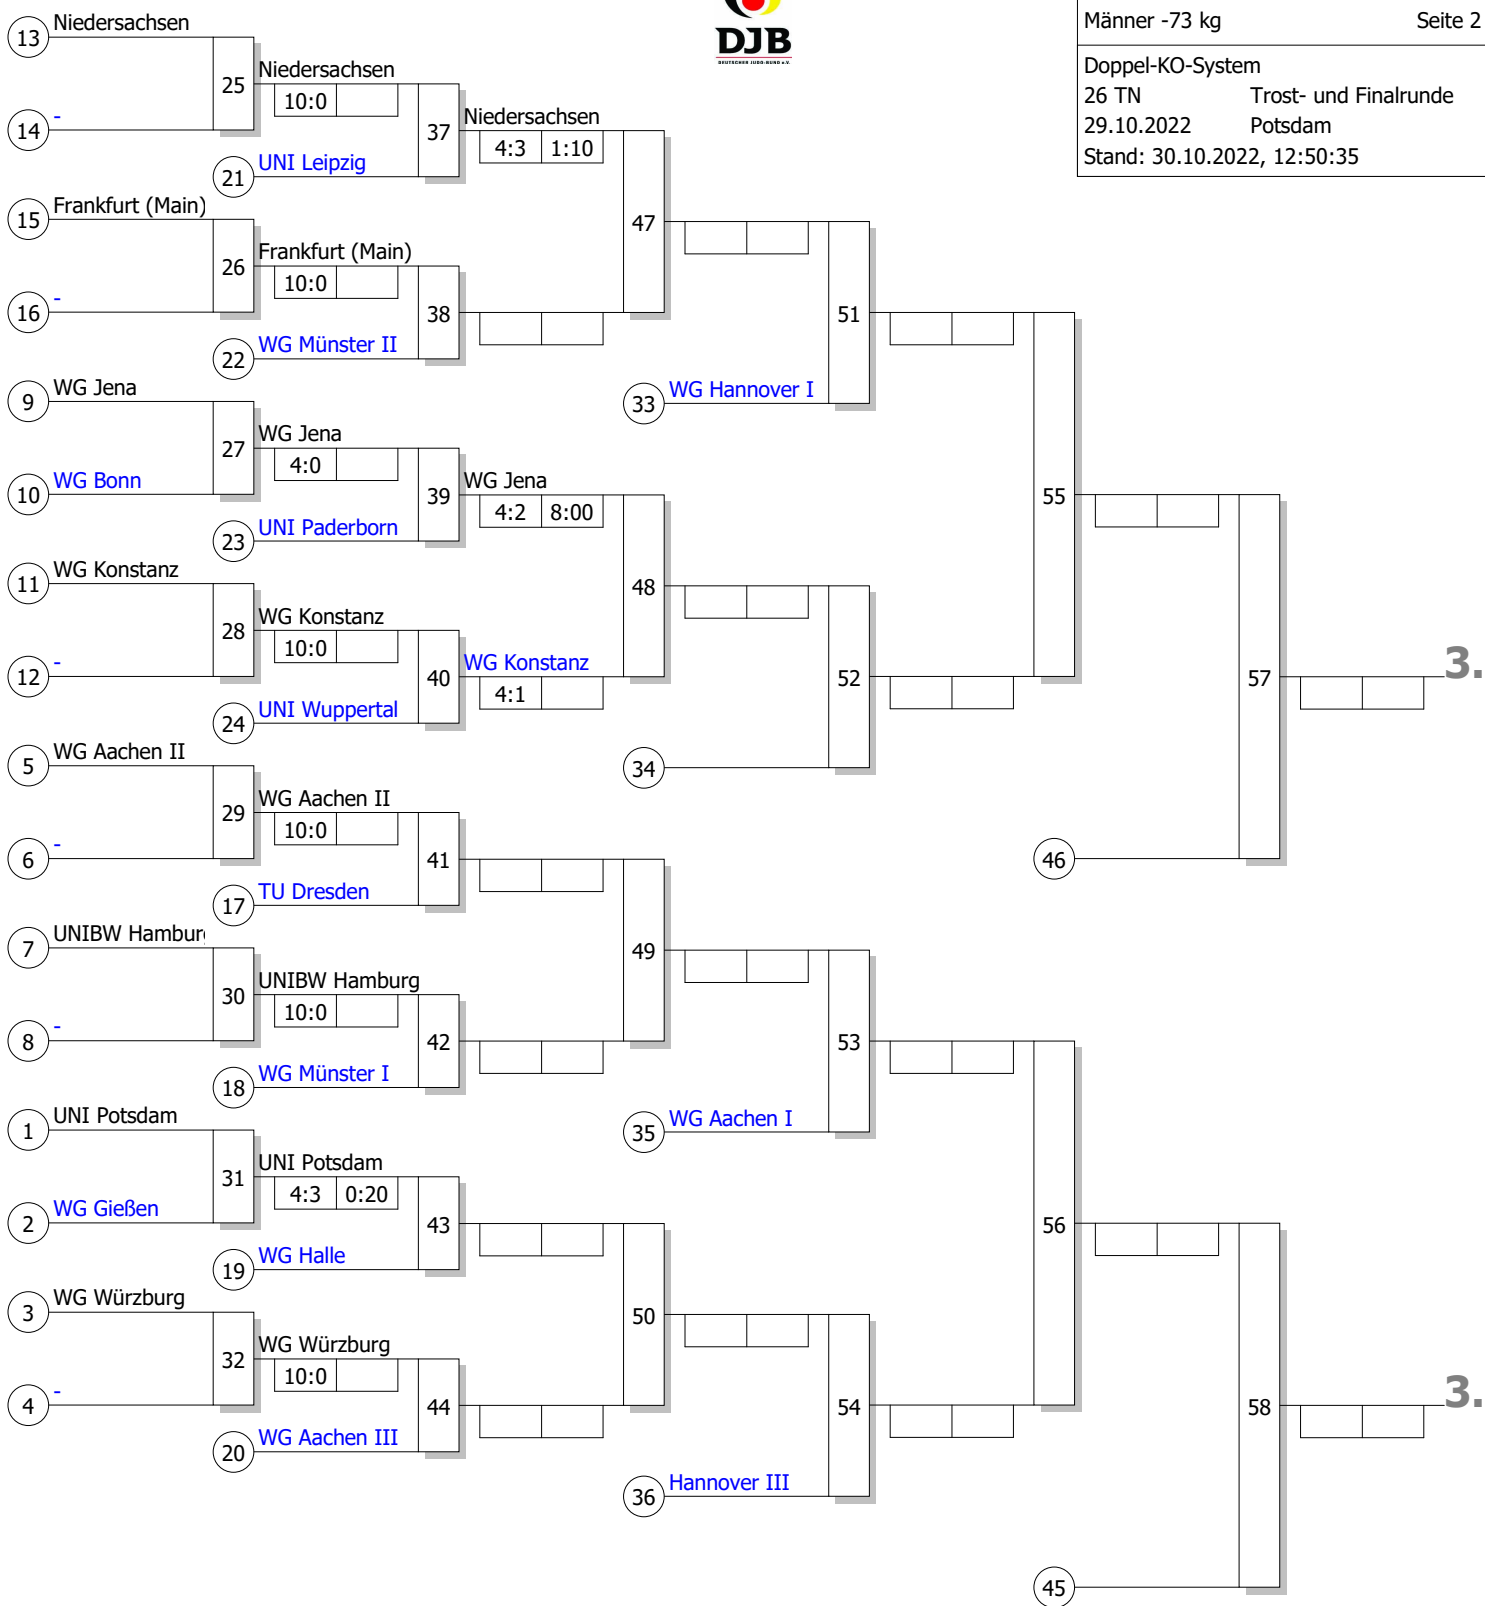 DJB
DEUTSCHER JUDO-BUND e.V.
Männer -73 kg Seite 2
Doppel-KO-System
26 TN Trost- und Finalrunde
29.10.2022 Potsdam
Stand: 30.10.2022, 12:50:35
13 Niedersachsen
25 Niedersachsen
10:0
14 -
37 Niedersachsen
4:3 1:10
21 UNI Leipzig
15 Frankfurt (Main)
47
26 Frankfurt (Main)
10:0
16 -
38
51
22 WG Münster II
9 WG Jena
33 WG Hannover I
27 WG Jena
4:0
10 WG Bonn
39 WG Jena
4:2 8:00
55
23 UNI Paderborn
11 WG Konstanz
48
28 WG Konstanz
10:0
12 -
40 WG Konstanz
4:1
52
57
3.
24 UNI Wuppertal
5 WG Aachen II
34
29 WG Aachen II
10:0
6 -
41
46
17 TU Dresden
7 UNIBW Hambur
49
30 UNIBW Hamburg
10:0
8 -
42
53
18 WG Münster I
1 UNI Potsdam
35 WG Aachen I
31 UNI Potsdam
4:3 0:20
2 WG Gießen
43
56
19 WG Halle
3 WG Würzburg
50
32 WG Würzburg
10:0
4 -
44
54
58
3.
20 WG Aachen III
36 Hannover III
45